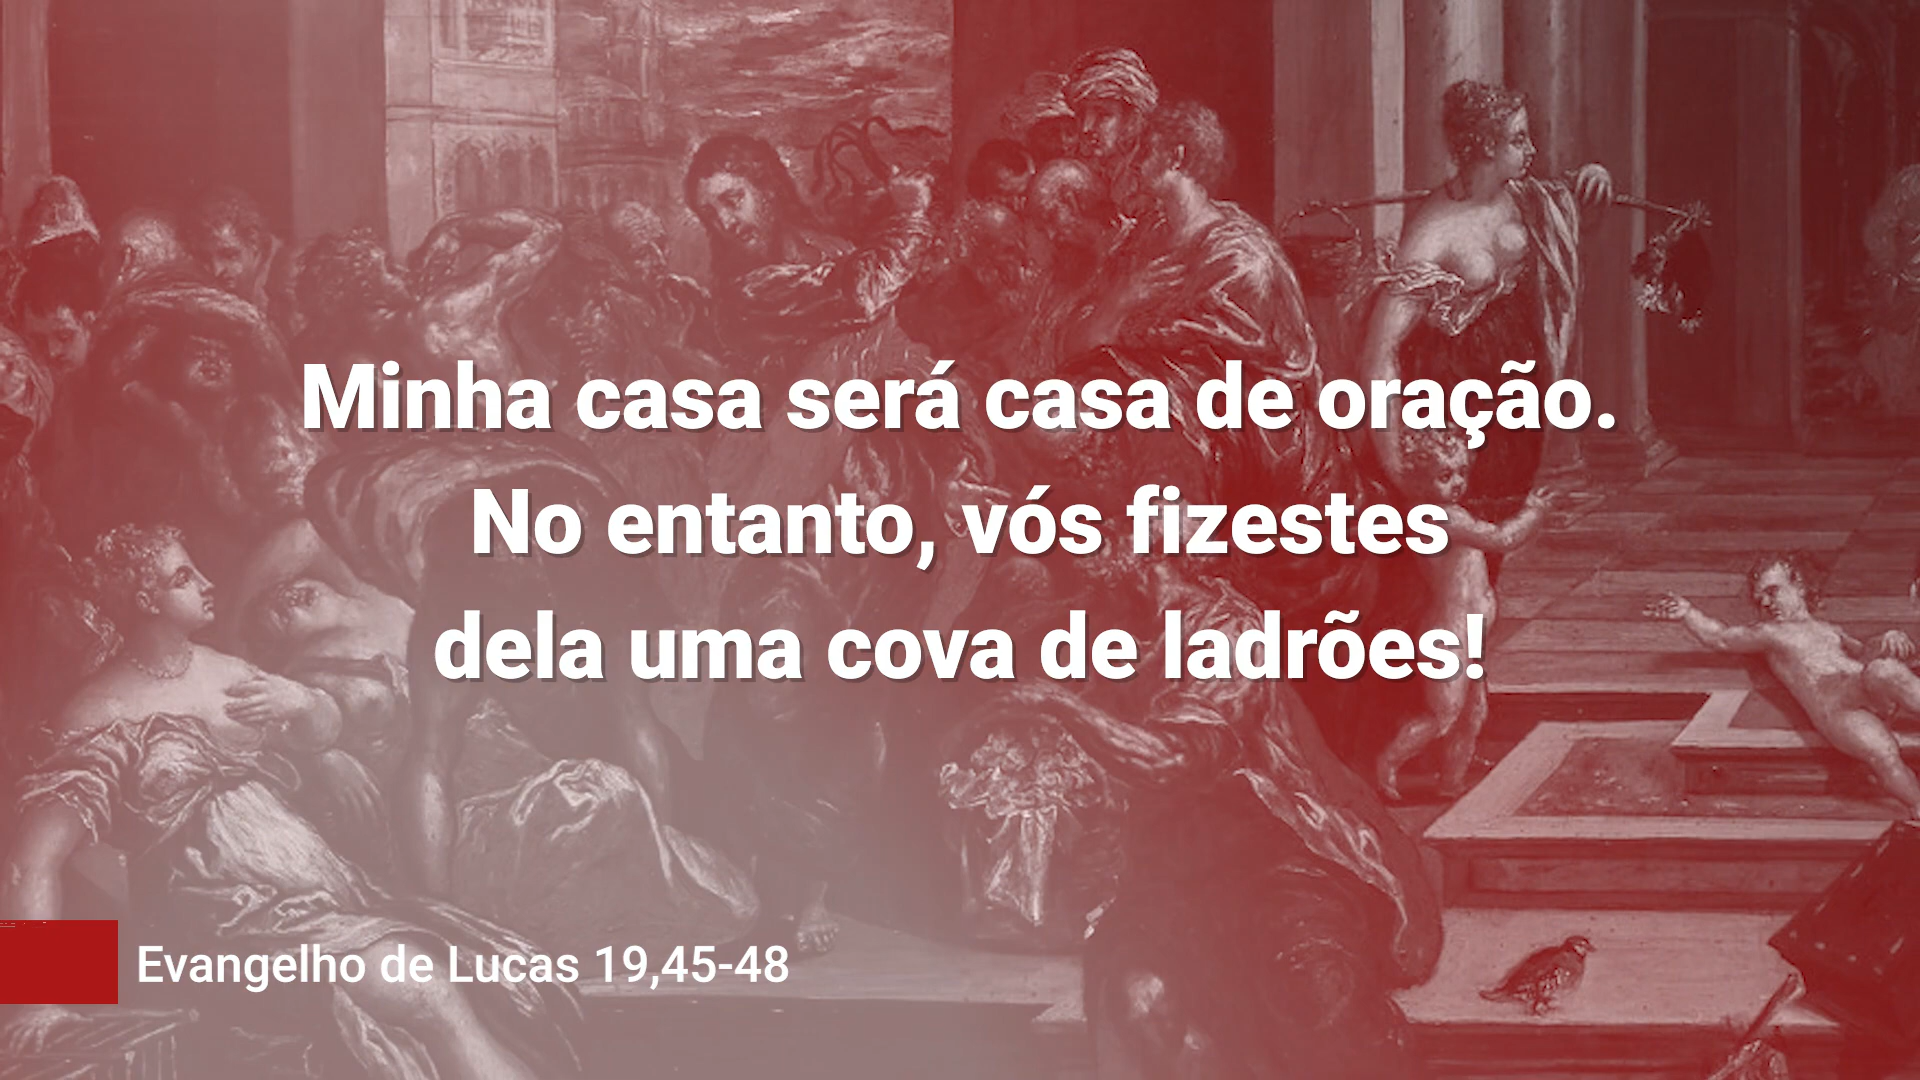 Minha casa será casa de oração.
No entanto, vós fizestes
dela uma cova de ladrões!
Evangelho de Lucas 19,45-48